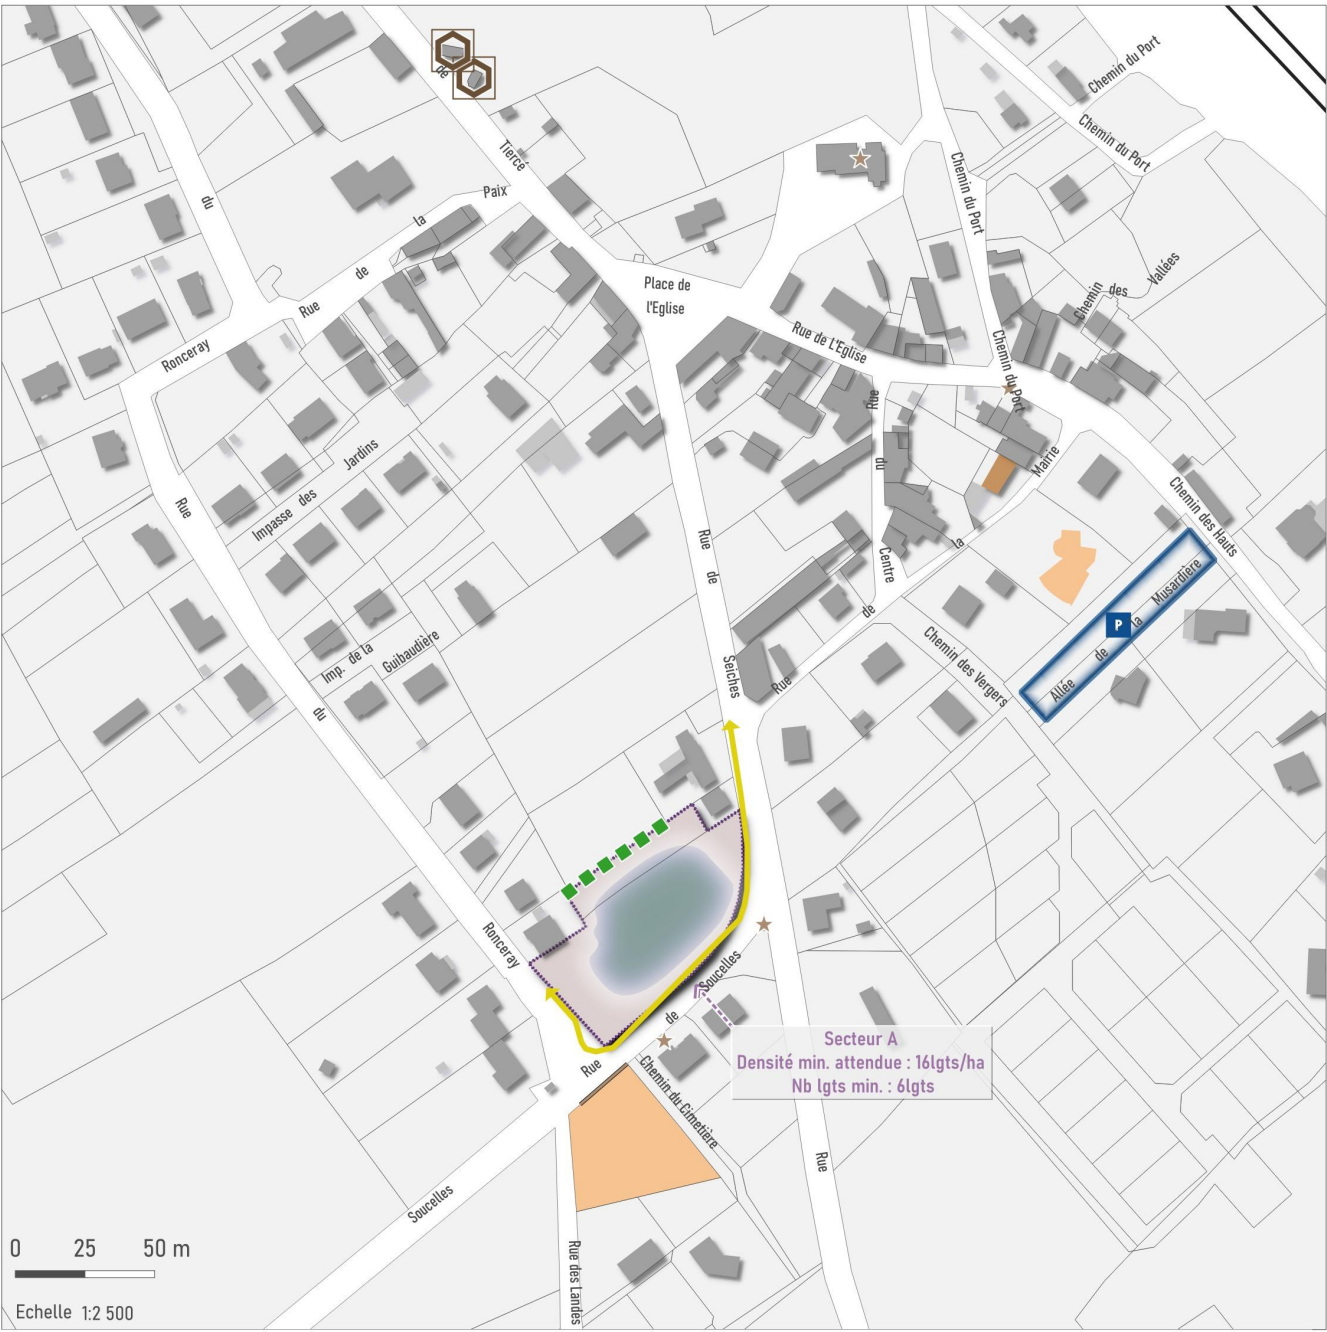 Chemin du Port
Chemin du Port
de
Tiercé
Paix
la
de
Rue
Ronceray
du
Chemin du Port
Vallées
des
Chemin
Place de
l'Eglise
Rue de L'Eglise
Chemin du Port
Rue
du
Centre
Mairie
la
de
Rue
Chemin des Hauts
Jardins
des
Impasse
Rue
du
Rue
de
Seiches
Guibaudière
Imp. de la
Chemin des Vergers
Musardière
la
P
de
Allée
Ronceray
Soucelles
de
Rue
Secteur A
Densité min. attendue : 16lgts/ha
Nb lgts min. : 6lgts
Chemin du Cimetière
Rue
Soucelles
Rue des Landes
0 25 50 m
Echelle 1:2 500